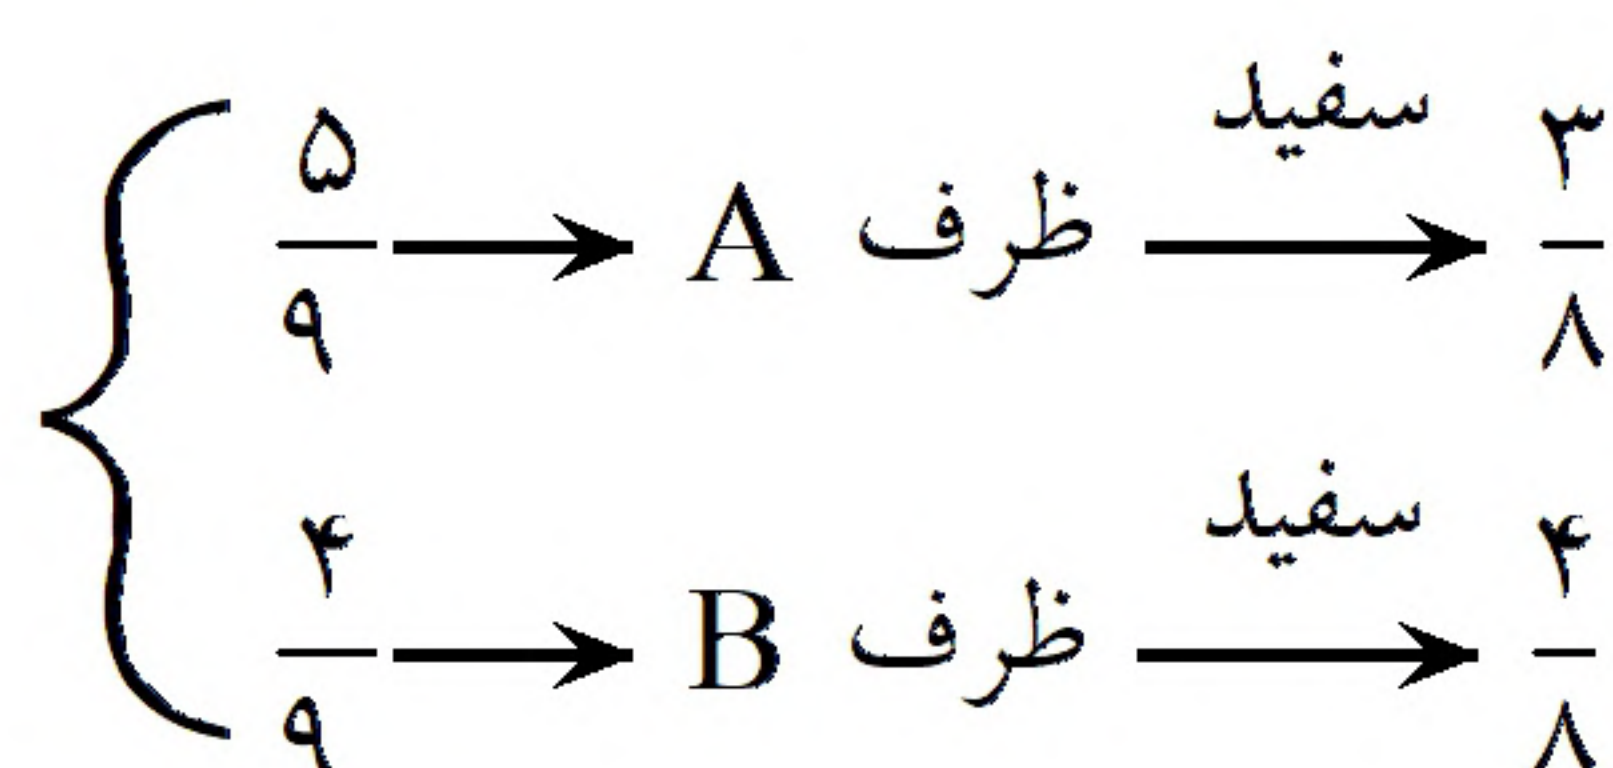 ۵/۹ → A ظرف → سفید ۳/۸
۴/۹ → B ظرف → سفید ۴/۸